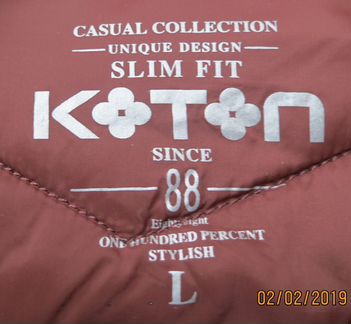 CASUAL COLLECTION
UNIQUE DESIGN
SLIM FIT
KOTON
SINCE
88
Eighty eight
ONE HUNDRED PERCENT
STYLISH
L
02/02/2019